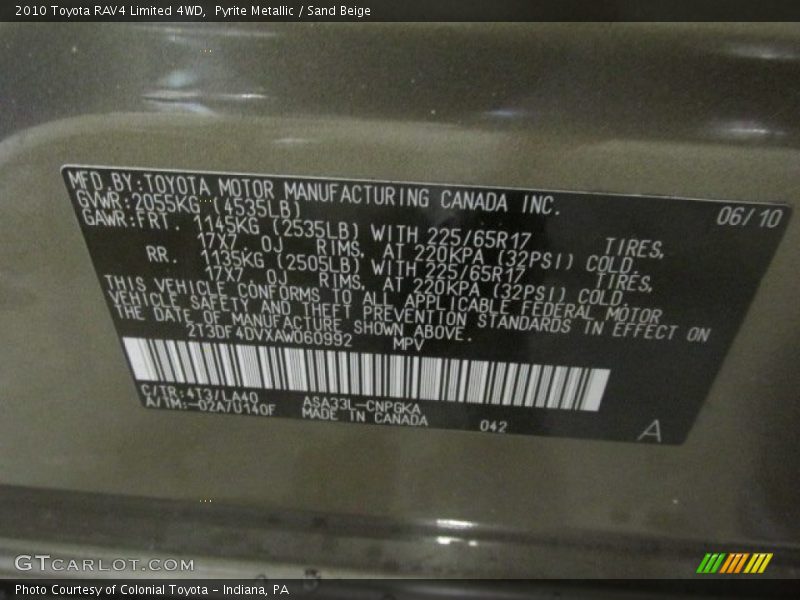 2010 Toyota RAV4 Limited 4WD,  Pyrite Metallic / Sand Beige
MFD.BY:TOYOTA MOTOR MANUFACTURING CANADA INC.
06/10
GVWR:2055KG (4535LB)
GAWR:FRT. 1145KG (2535LB) WITH 225/65R17 TIRES,
17X7.0J RIMS, AT 220KPA (32PSI) COLD.
RR. 1135KG (2505LB) WITH 225/65R17 TIRES,
17X7 0J RIMS, AT 220KPA (32PSI) COLD
THIS VEHICLE CONFORMS TO ALL APPLICABLE FEDERAL MOTOR
VEHICLE SAFETY AND THEFT PREVENTION STANDARDS IN EFFECT ON
THE DATE OF MANUFACTURE SHOWN ABOVE.
2T3DF4DVXAW060992 MPV
C/TR:4T3/LA40 ASA33L-CNPGKA
A/TM:-02A/U140F MADE IN CANADA 042 A
GTCARLOT.COM
Photo Courtesy of Colonial Toyota - Indiana, PA